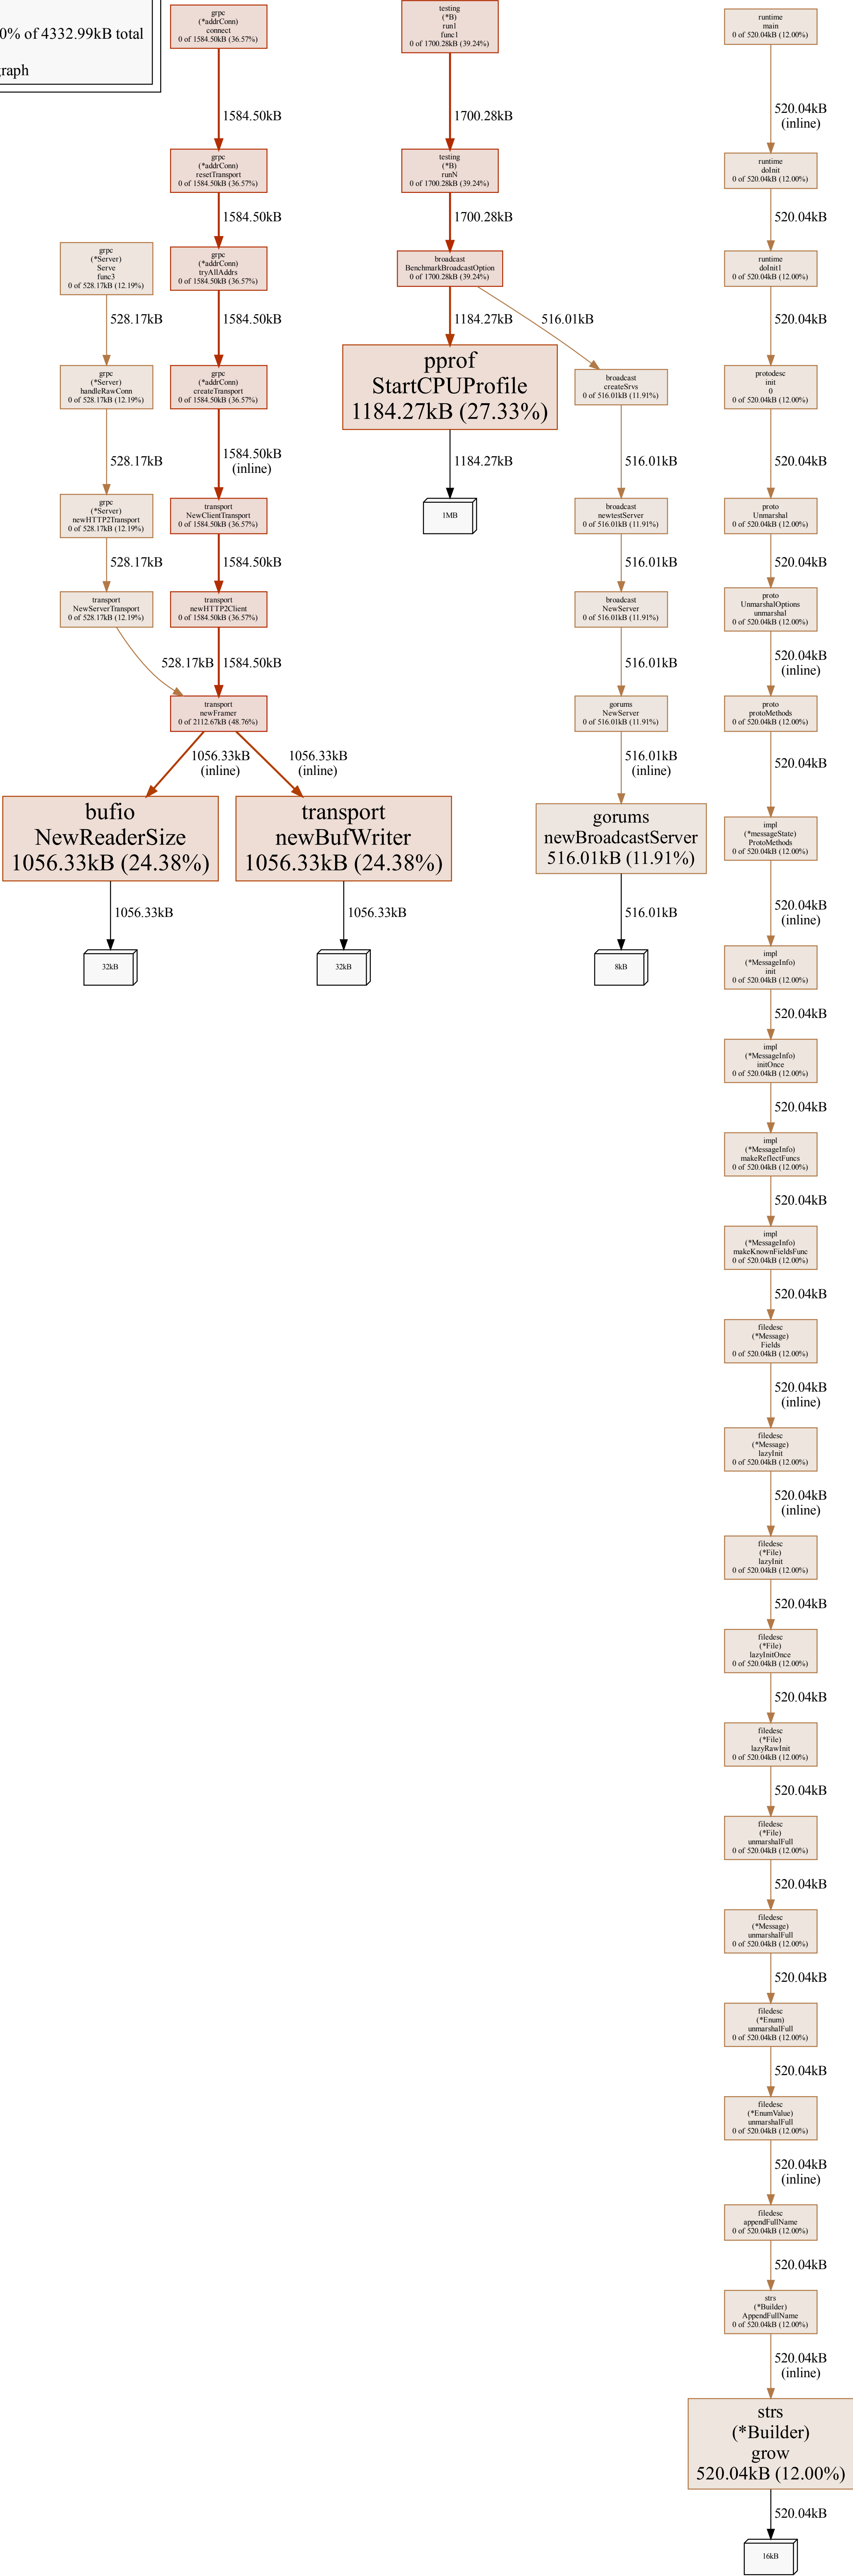 0% of 4332.99kB total
raph
grpc
(*addrConn)
connect
0 of 1584.50kB (36.57%)
1584.50kB
grpc
(*addrConn)
resetTransport
0 of 1584.50kB (36.57%)
1584.50kB
grpc
(*Server)
Serve
func3
0 of 528.17kB (12.19%)
528.17kB
grpc
(*addrConn)
tryAllAddrs
0 of 1584.50kB (36.57%)
1584.50kB
grpc
(*Server)
handleRawConn
0 of 528.17kB (12.19%)
528.17kB
grpc
(*addrConn)
createTransport
0 of 1584.50kB (36.57%)
1584.50kB
(inline)
grpc
(*Server)
newHTTP2Transport
0 of 528.17kB (12.19%)
528.17kB
transport
NewClientTransport
0 of 1584.50kB (36.57%)
1584.50kB
transport
NewServerTransport
0 of 528.17kB (12.19%)
528.17kB
transport
newHTTP2Client
0 of 1584.50kB (36.57%)
1584.50kB
transport
newFramer
0 of 2112.67kB (48.76%)
1056.33kB
(inline)
1056.33kB
(inline)
bufio
NewReaderSize
1056.33kB (24.38%)
1056.33kB
32kB
transport
newBufWriter
1056.33kB (24.38%)
1056.33kB
32kB
testing
(*B)
run1
func1
0 of 1700.28kB (39.24%)
1700.28kB
testing
(*B)
runN
0 of 1700.28kB (39.24%)
1700.28kB
broadcast
BenchmarkBroadcastOption
0 of 1700.28kB (39.24%)
1184.27kB
516.01kB
pprof
StartCPUProfile
1184.27kB (27.33%)
1184.27kB
1MB
broadcast
createSrvs
0 of 516.01kB (11.91%)
516.01kB
broadcast
newtestServer
0 of 516.01kB (11.91%)
516.01kB
broadcast
NewServer
0 of 516.01kB (11.91%)
516.01kB
gorums
NewServer
0 of 516.01kB (11.91%)
516.01kB
(inline)
gorums
newBroadcastServer
516.01kB (11.91%)
516.01kB
8kB
runtime
main
0 of 520.04kB (12.00%)
520.04kB
(inline)
runtime
doInit
0 of 520.04kB (12.00%)
520.04kB
runtime
doInit1
0 of 520.04kB (12.00%)
520.04kB
protodesc
init
0
0 of 520.04kB (12.00%)
520.04kB
proto
Unmarshal
0 of 520.04kB (12.00%)
520.04kB
proto
UnmarshalOptions
unmarshal
0 of 520.04kB (12.00%)
520.04kB
(inline)
proto
protoMethods
0 of 520.04kB (12.00%)
520.04kB
impl
(*messageState)
ProtoMethods
0 of 520.04kB (12.00%)
520.04kB
(inline)
impl
(*MessageInfo)
init
0 of 520.04kB (12.00%)
520.04kB
impl
(*MessageInfo)
initOnce
0 of 520.04kB (12.00%)
520.04kB
impl
(*MessageInfo)
makeReflectFuncs
0 of 520.04kB (12.00%)
520.04kB
impl
(*MessageInfo)
makeKnownFieldsFunc
0 of 520.04kB (12.00%)
520.04kB
filedesc
(*Message)
Fields
0 of 520.04kB (12.00%)
520.04kB
(inline)
filedesc
(*Message)
lazyInit
0 of 520.04kB (12.00%)
520.04kB
(inline)
filedesc
(*File)
lazyInit
0 of 520.04kB (12.00%)
520.04kB
filedesc
(*File)
lazyInitOnce
0 of 520.04kB (12.00%)
520.04kB
filedesc
(*File)
lazyRawInit
0 of 520.04kB (12.00%)
520.04kB
filedesc
(*File)
unmarshalFull
0 of 520.04kB (12.00%)
520.04kB
filedesc
(*Message)
unmarshalFull
0 of 520.04kB (12.00%)
520.04kB
filedesc
(*Enum)
unmarshalFull
0 of 520.04kB (12.00%)
520.04kB
filedesc
(*EnumValue)
unmarshalFull
0 of 520.04kB (12.00%)
520.04kB
(inline)
filedesc
appendFullName
0 of 520.04kB (12.00%)
520.04kB
strs
(*Builder)
AppendFullName
0 of 520.04kB (12.00%)
520.04kB
(inline)
strs
(*Builder)
grow
520.04kB (12.00%)
520.04kB
16kB